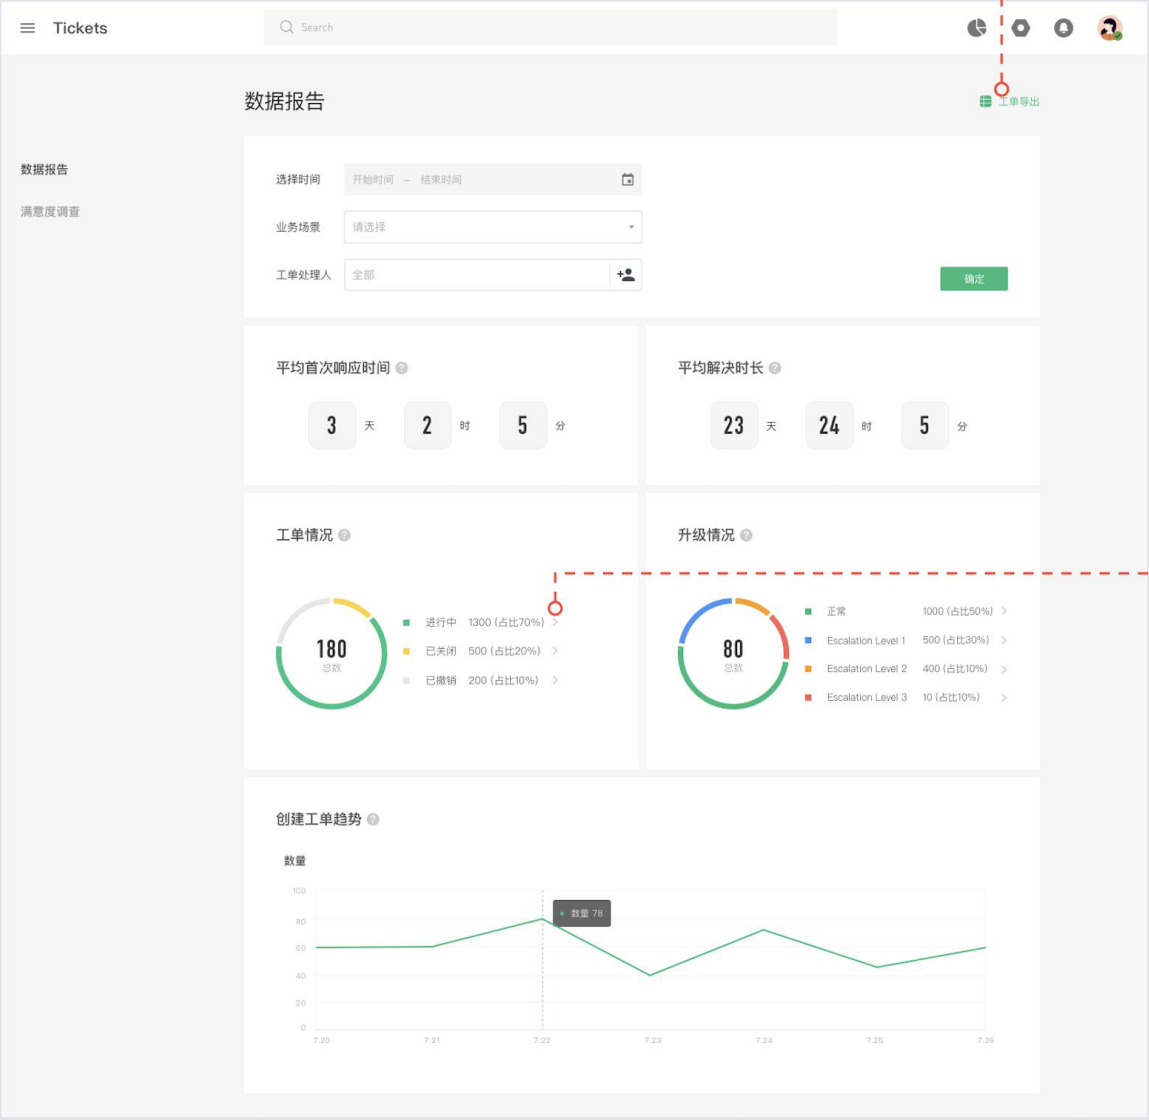 Tickets
Search
数据报告
工单导出
数据报告
满意度调查
选择时间
开始时间 – 结束时间
业务场景
请选择
工单处理人
全部
确定
平均首次响应时间 ?
3 天 2 时 5 分
平均解决时长 ?
23 天 24 时 5 分
工单情况 ?
180
总数
进行中 1300 (占比70%)
已关闭 500 (占比20%)
已撤销 200 (占比10%)
升级情况 ?
80
总数
正常 1000 (占比50%)
Escalation Level 1 500 (占比30%)
Escalation Level 2 400 (占比10%)
Escalation Level 3 10 (占比10%)
创建工单趋势 ?
数量
100
80
60
40
20
0
数量 78
7.20 7.21 7.22 7.23 7.24 7.25 7.26